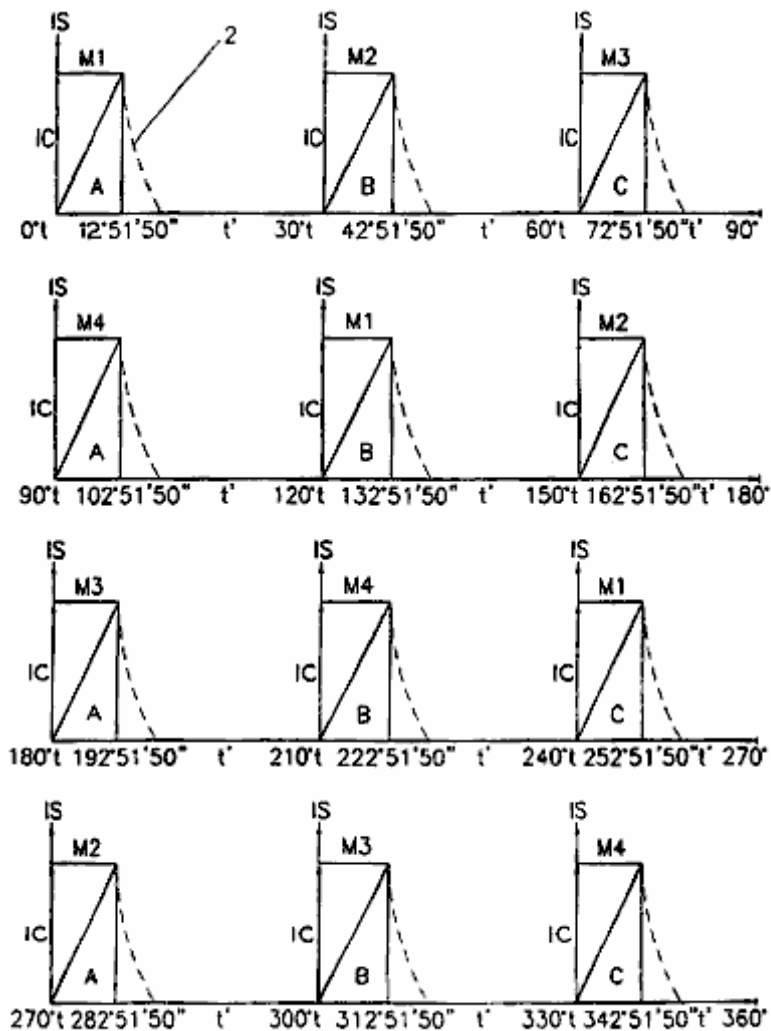 IS IS IS
2
M1 M2 M3
IC IC IC
A B C
0°t 12°51'50" t' 30°t 42°51'50" t' 60°t 72°51'50"t' 90°
IS IS IS
M4 M1 M2
IC IC IC
A B C
90°t 102°51'50" t' 120°t 132°51'50" t' 150°t 162°51'50"t' 180°
IS IS IS
M3 M4 M1
IC IC IC
A B C
180°t 192°51'50" t' 210°t 222°51'50" t' 240°t 252°51'50"t' 270°
IS IS IS
M2 M3 M4
IC IC IC
A B C
270°t 282°51'50" t' 300°t 312°51'50" t' 330°t 342°51'50"t' 360°